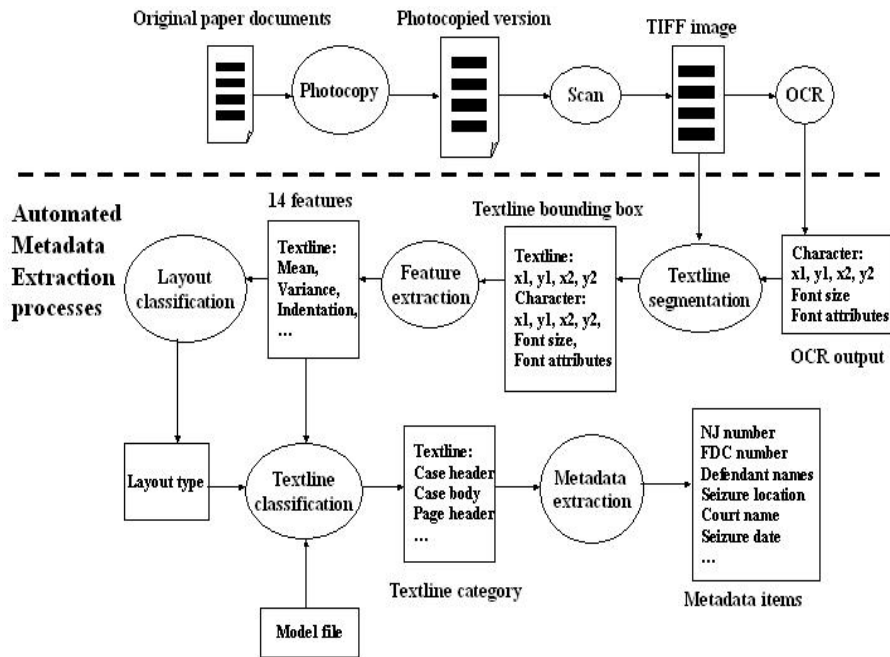 Original paper documents
Photocopied version
TIFF image
Photocopy
Scan
OCR
Automated
Metadata
Extraction
processes
14 features
Textline bounding box
Layout
classification
Textline:
Mean,
Variance,
Indentation,
...
Feature
extraction
Textline:
x1, y1, x2, y2
Character:
x1, y1, x2, y2,
Font size,
Font attributes
Textline
segmentation
Character:
x1, y1, x2, y2
Font size
Font attributes
OCR output
Layout type
Textline
classification
Textline:
Case header
Case body
Page header
...
Textline category
Metadata
extraction
NJ number
FDC number
Defendant names
Seizure location
Court name
Seizure date
...
Metadata items
Model file